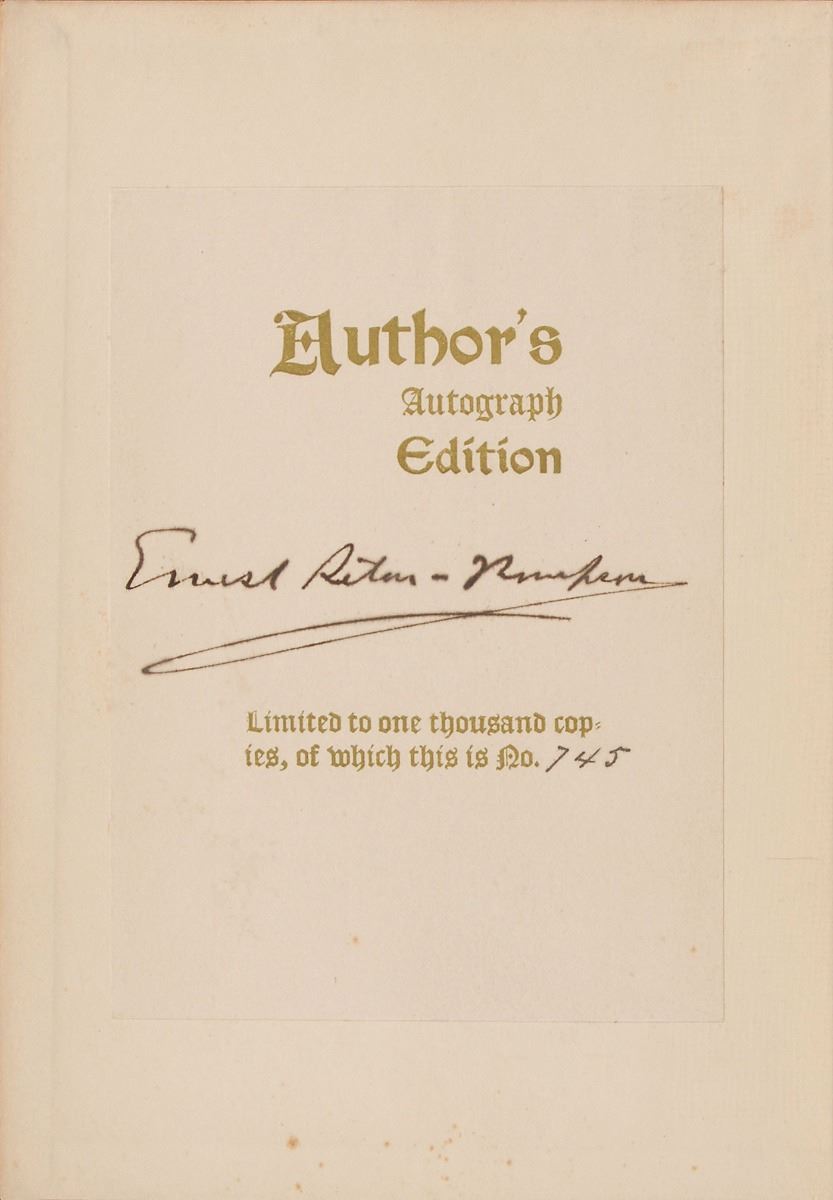 Author's
Autograph
Edition
Ernest Seton-Thompson
Limited to one thousand cop-
ies, of which this is No. 745